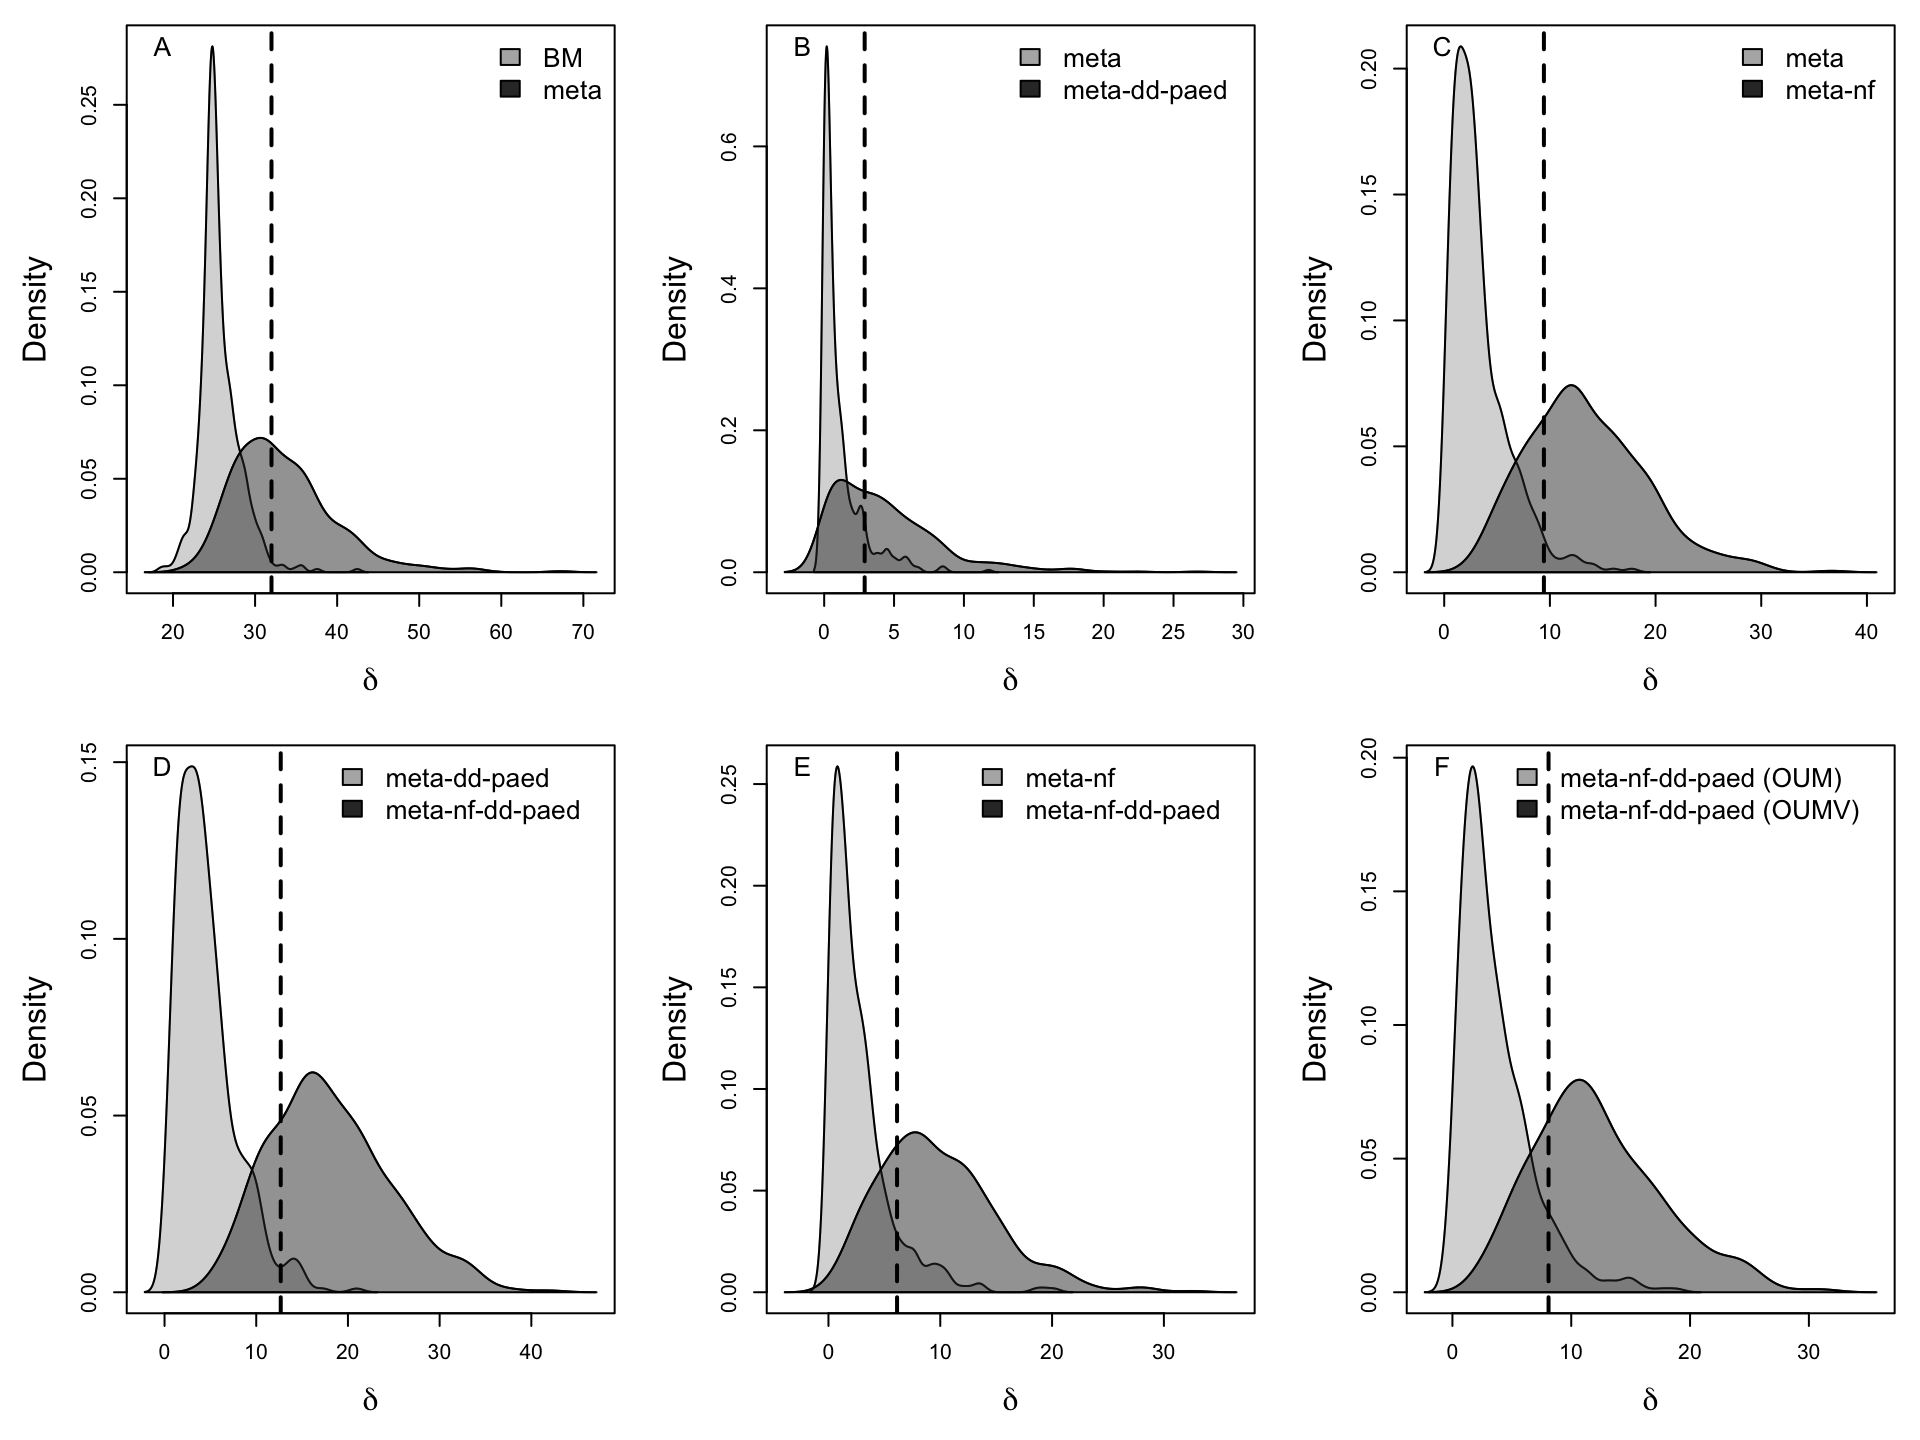 A
BM
meta
Density
0.00
0.05
0.10
0.15
0.20
0.25
20 30 40 50 60 70
δ
B
meta
meta-dd-paed
Density
0.0
0.2
0.4
0.6
0 5 10 15 20 25 30
δ
C
meta
meta-nf
Density
0.00
0.05
0.10
0.15
0.20
0 10 20 30 40
δ
D
meta-dd-paed
meta-nf-dd-paed
Density
0.00
0.05
0.10
0.15
0 10 20 30 40
δ
E
meta-nf
meta-nf-dd-paed
Density
0.00
0.05
0.10
0.15
0.20
0.25
0 10 20 30
δ
F
meta-nf-dd-paed (OUM)
meta-nf-dd-paed (OUMV)
Density
0.00
0.05
0.10
0.15
0.20
0 10 20 30
δ